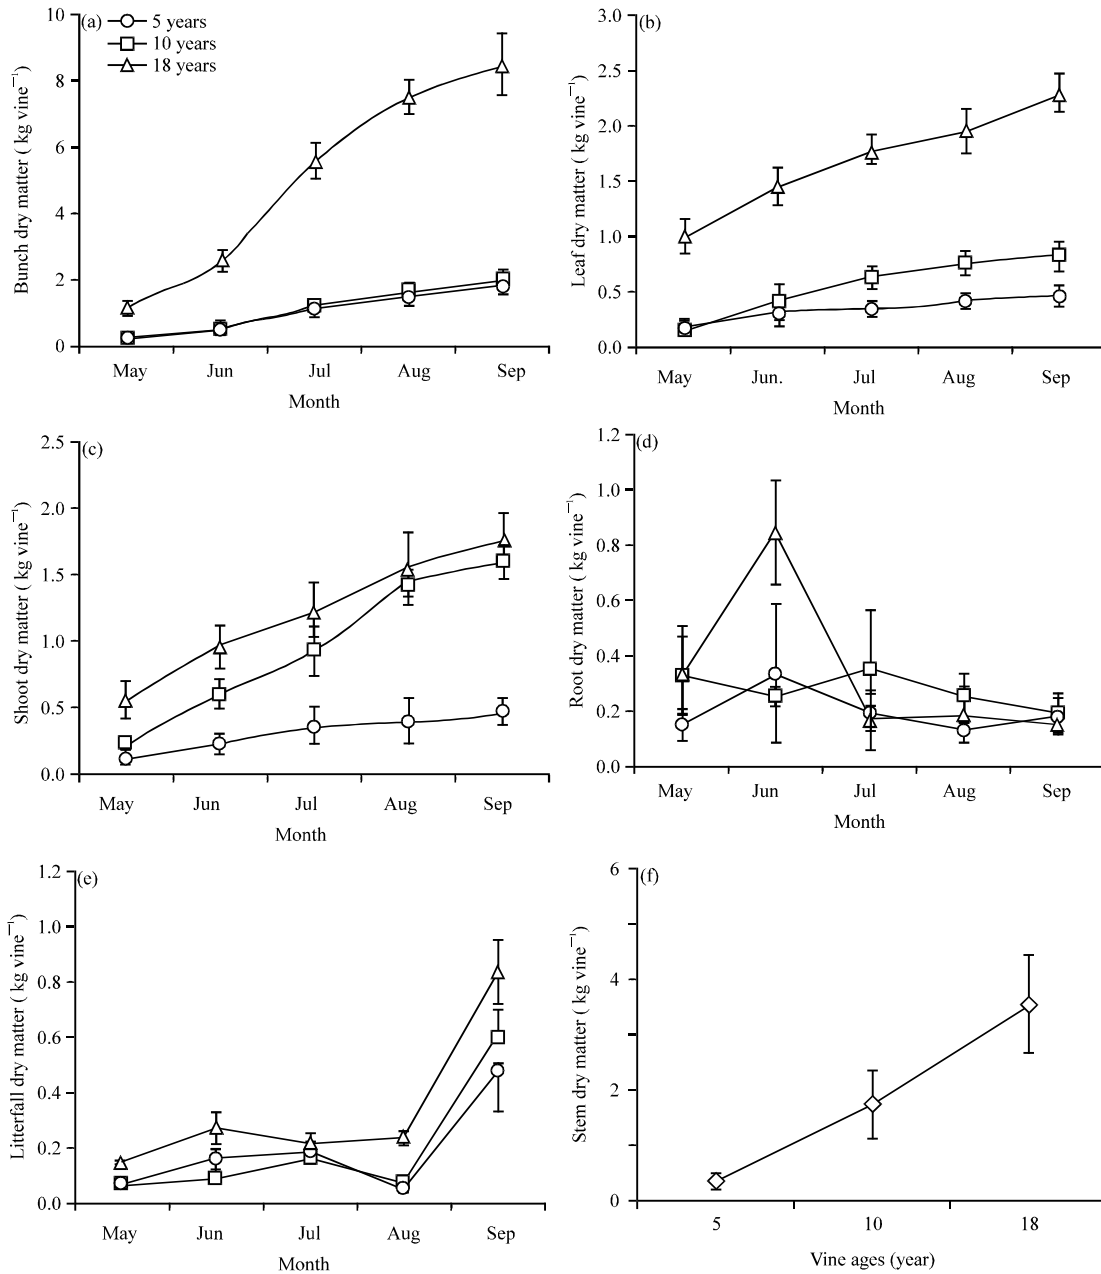 (a)
5 years
10 years
18 years
Bunch dry matter ( kg vine⁻¹)
10
8
6
4
2
0
May Jun Jul Aug Sep
Month
(b)
Leaf dry matter ( kg vine⁻¹)
3.0
2.5
2.0
1.5
1.0
0.5
0.0
May Jun. Jul Aug Sep
Month
(c)
Shoot dry matter ( kg vine⁻¹)
2.5
2.0
1.5
1.0
0.5
0.0
May Jun Jul Aug Sep
Month
(d)
Root dry matter ( kg vine⁻¹)
1.2
1.0
0.8
0.6
0.4
0.2
0.0
May Jun Jul Aug Sep
Month
(e)
Litterfall dry matter ( kg vine⁻¹)
1.2
1.0
0.8
0.6
0.4
0.2
0.0
May Jun Jul Aug Sep
Month
(f)
Stem dry matter ( kg vine⁻¹)
6
4
2
0
5 10 18
Vine ages (year)